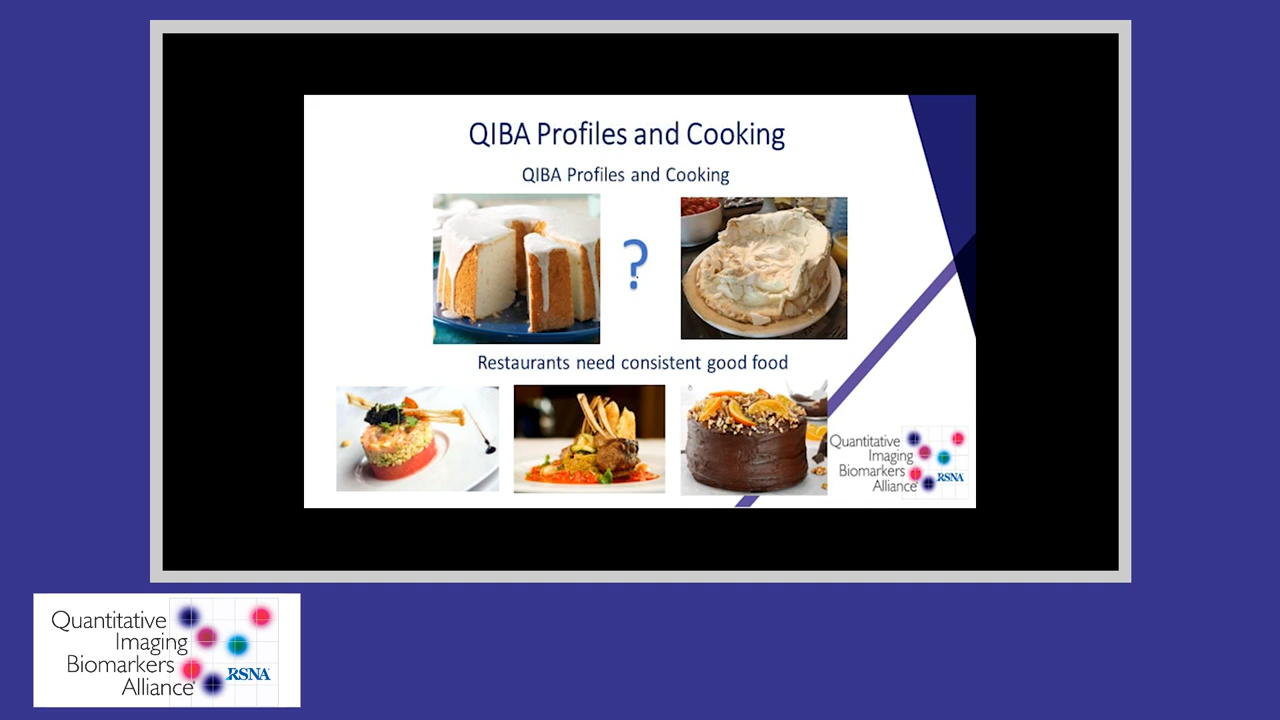 QIBA Profiles and Cooking
QIBA Profiles and Cooking
?
Restaurants need consistent good food
Quantitative
Imaging
Biomarkers
Alliance
RSNA
Quantitative
Imaging
Biomarkers
Alliance
RSNA